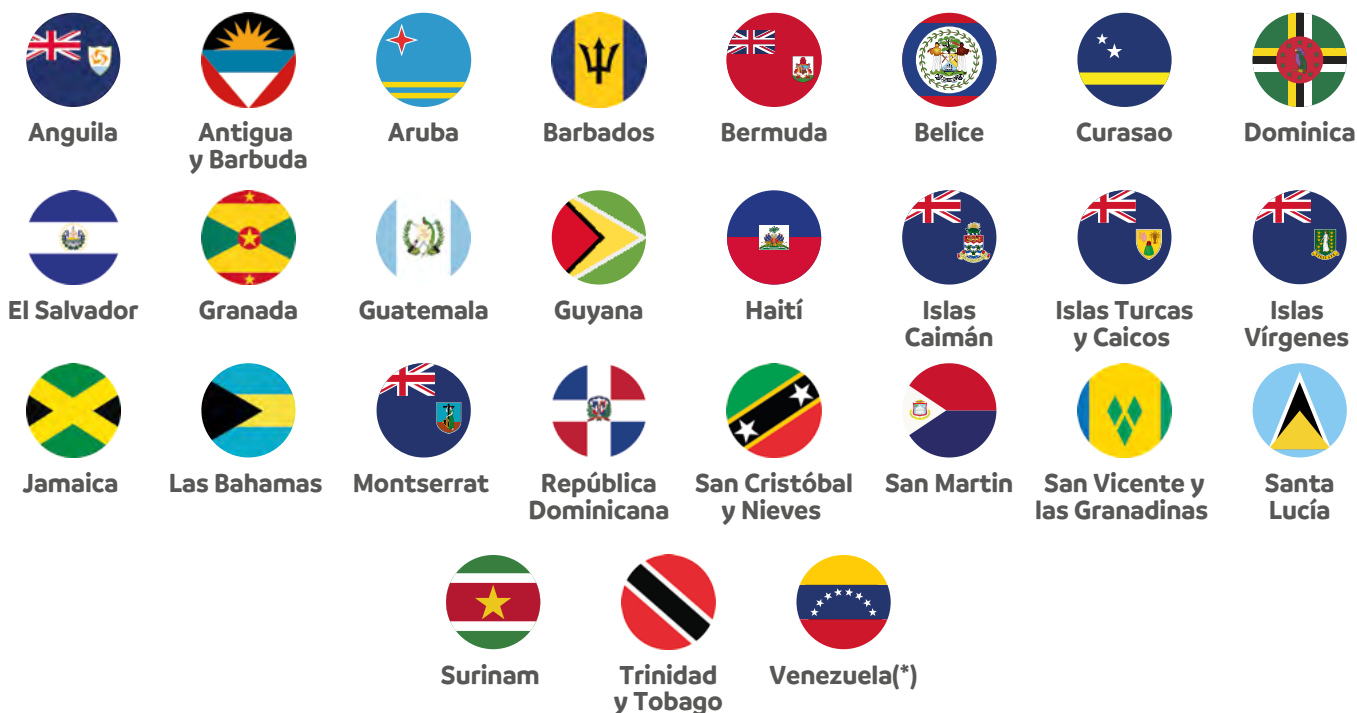 Anguila
Antigua
y Barbuda
Aruba
Barbados
Bermuda
Belice
Curasao
Dominica
El Salvador
Granada
Guatemala
Guyana
Haití
Islas
Caimán
Islas Turcas
y Caicos
Islas
Vírgenes
Jamaica
Las Bahamas
Montserrat
República
Dominicana
San Cristóbal
y Nieves
San Martin
San Vicente y
las Granadinas
Santa
Lucía
Surinam
Trinidad
y Tobago
Venezuela(*)